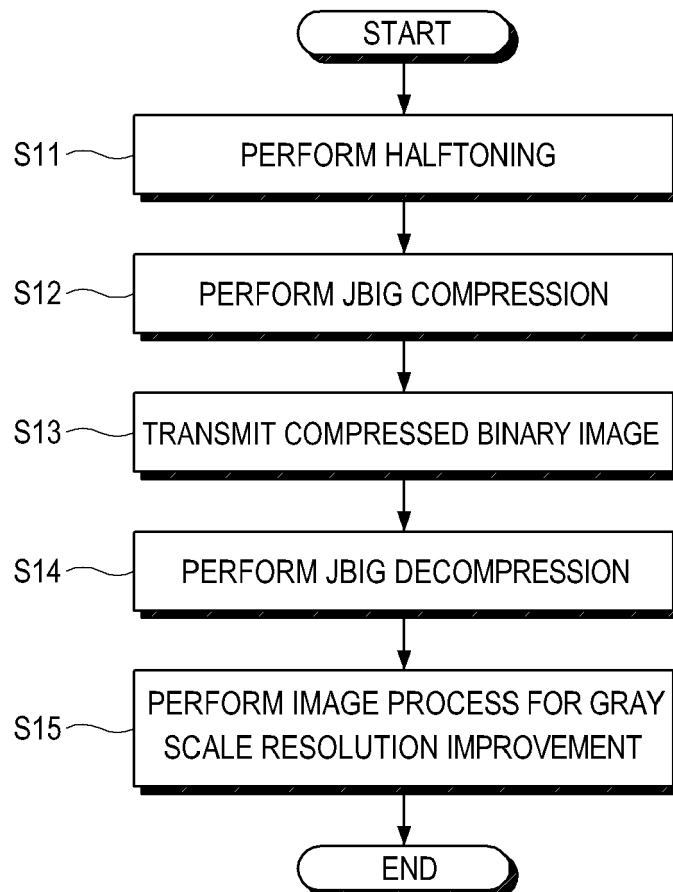 START
S11
PERFORM HALFTONING
S12
PERFORM JBIG COMPRESSION
S13
TRANSMIT COMPRESSED BINARY IMAGE
S14
PERFORM JBIG DECOMPRESSION
S15
PERFORM IMAGE PROCESS FOR GRAY
SCALE RESOLUTION IMPROVEMENT
END